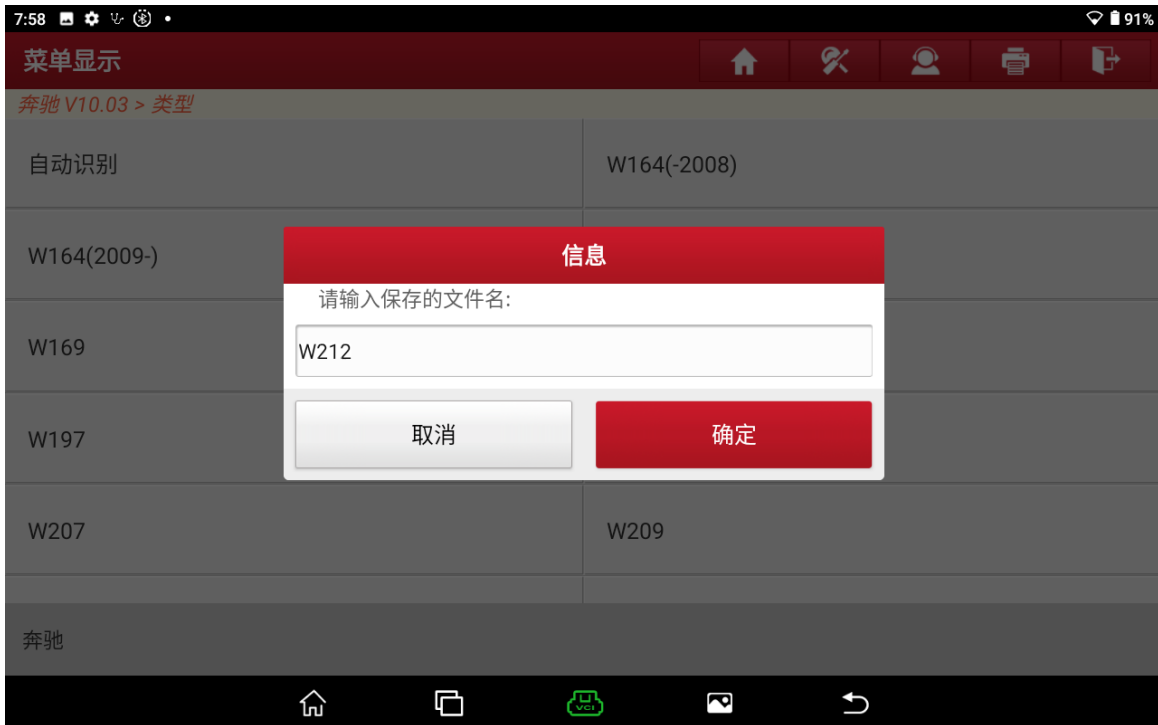 7:58
91%
菜单显示
奔驰 V10.03 > 类型
自动识别
W164(-2008)
W164(2009-)
信息
请输入保存的文件名:
W212
取消
确定
W169
W197
W207
W209
奔驰
VCI